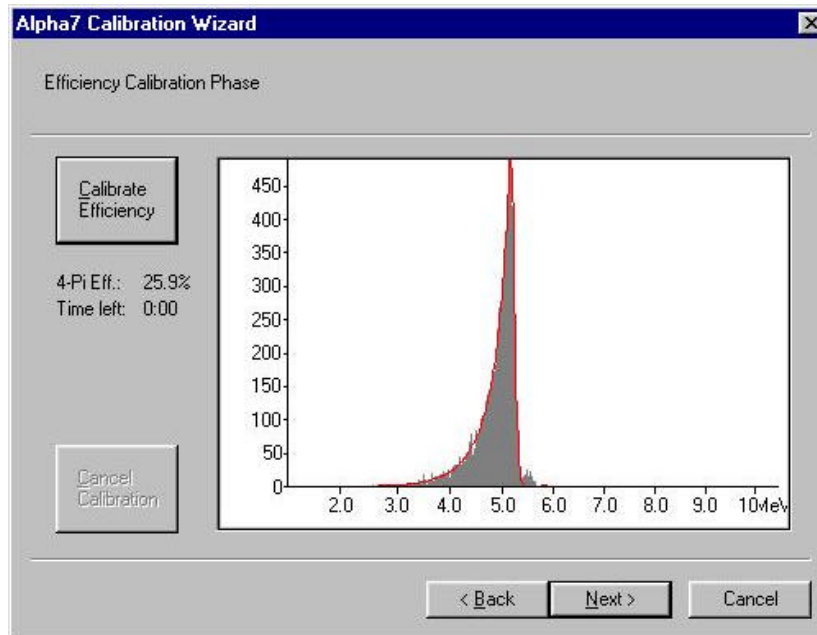 Alpha7 Calibration Wizard
Efficiency Calibration Phase
Calibrate
Efficiency
4-Pi Eff.: 25.9%
Time left: 0:00
Cancel
Calibration
450
400
350
300
250
200
150
100
50
0
2.0 3.0 4.0 5.0 6.0 7.0 8.0 9.0 10 MeV
< Back Next > Cancel